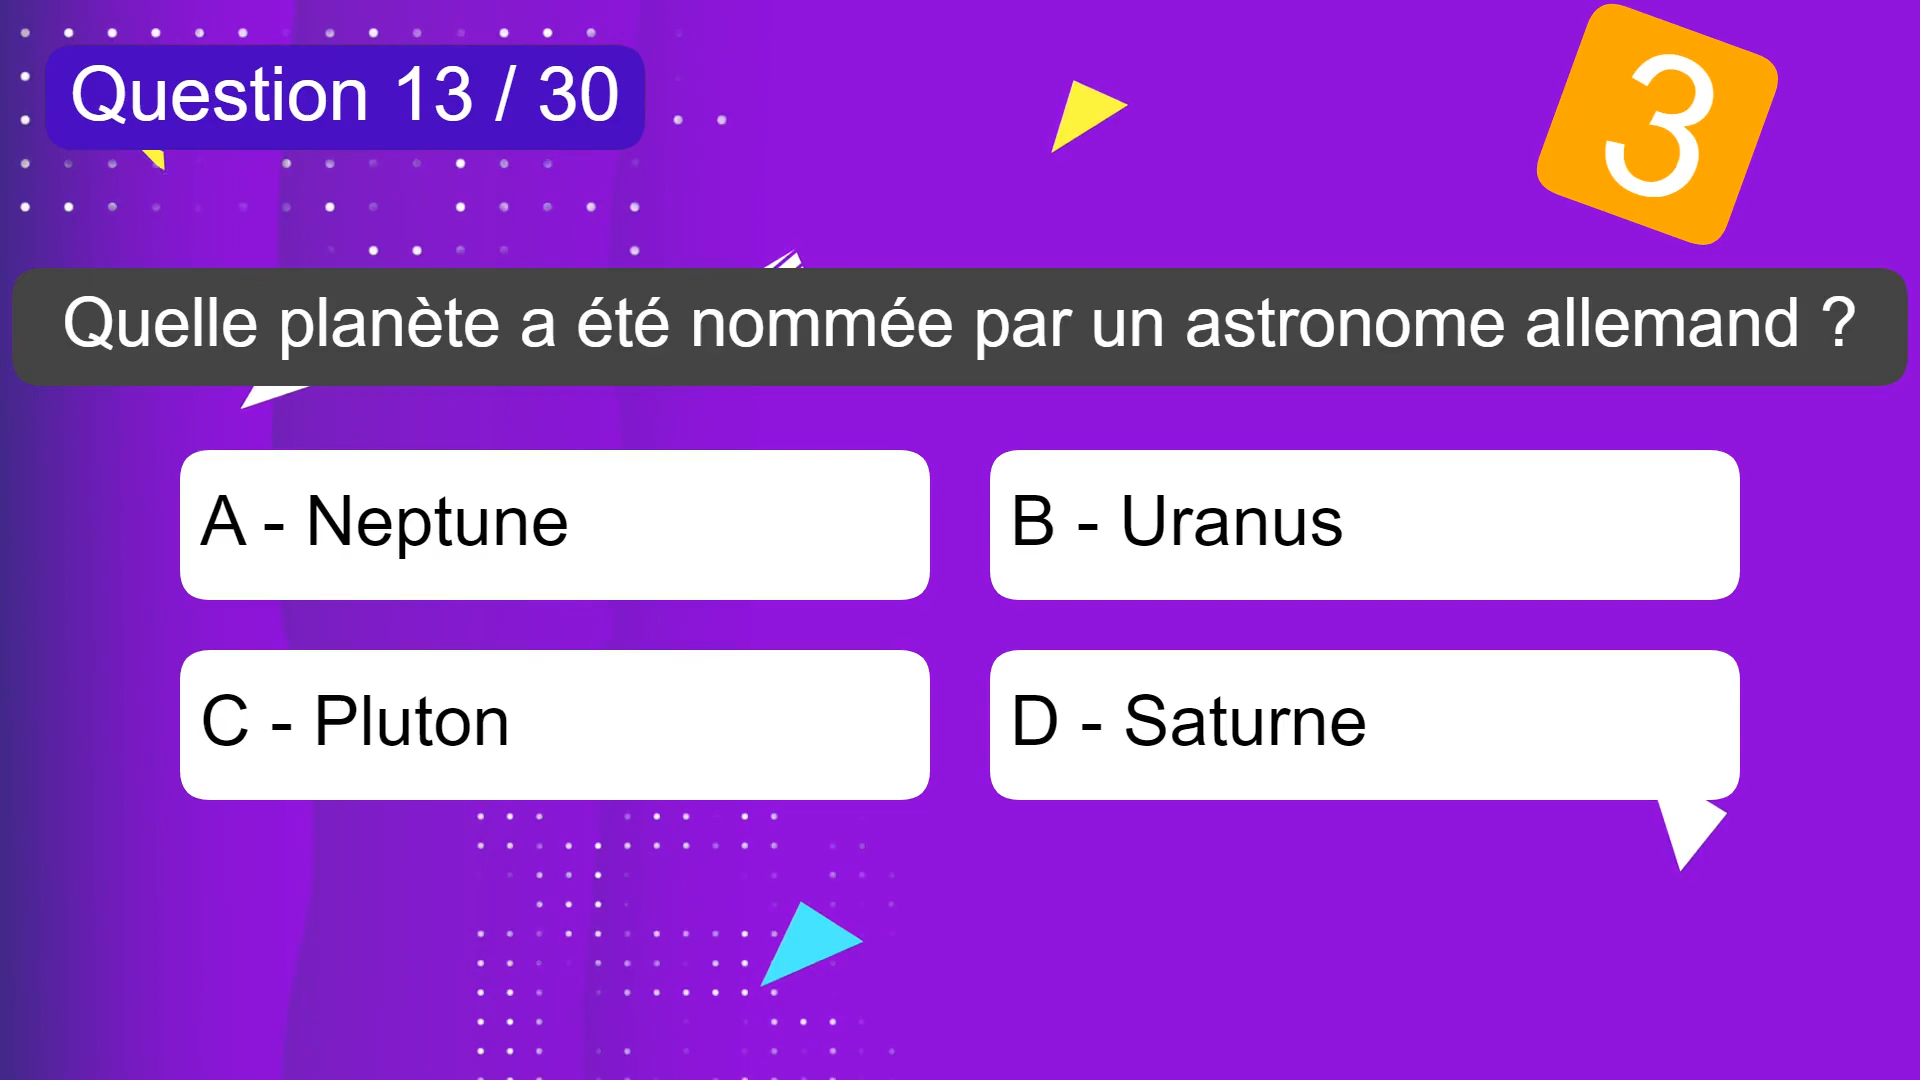 Question 13 / 30
3
Quelle planète a été nommée par un astronome allemand ?
A - Neptune
B - Uranus
C - Pluton
D - Saturne